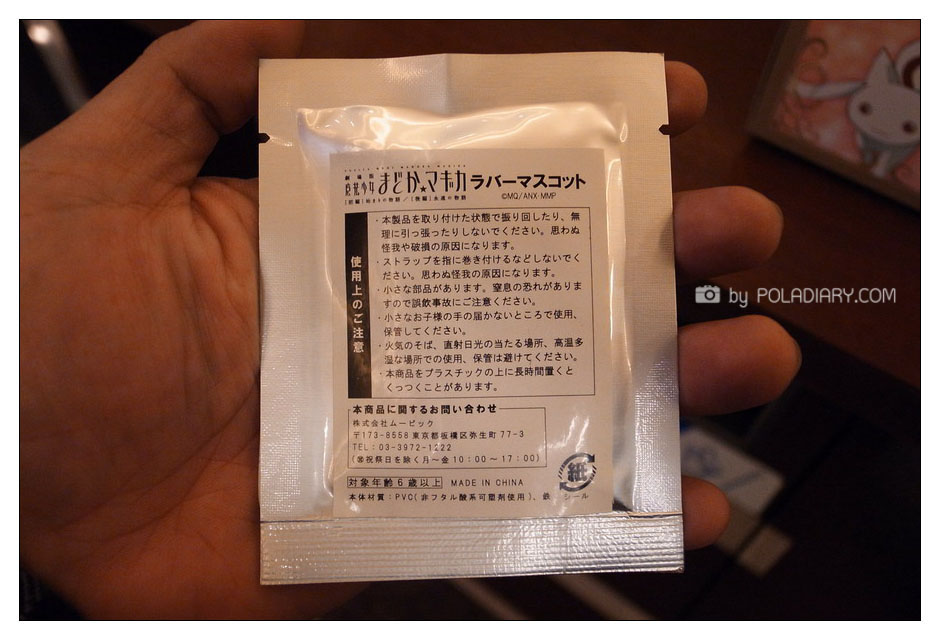 PUELLA MAGI MADOKA MAGICA
劇場版
魔法少女まどか☆マギカ ラバーマスコット
[前編]始まりの物語／[後編]永遠の物語
©MQ/ANX・MMP
使用上のご注意
・本製品を取り付けた状態で振り回したり、無
理に引っ張ったりしないでください。思わぬ
怪我や破損の原因になります。
・ストラップを指に巻き付けるなどしないでく
ださい。思わぬ怪我の原因になります。
・小さな部品があります。窒息の恐れがありま
すので誤飲事故にご注意ください。
・小さなお子様の手の届かないところで使用、
保管してください。
・火気のそば、直射日光の当たる場所、高温多
湿な場所での使用、保管は避けてください。
・本商品をプラスチックの上に長時間置くと
くっつくことがあります。
本商品に関するお問い合わせ
株式会社ムービック
〒173-8558 東京都板橋区弥生町 77-3
TEL：03-3972-1222
(㊡祝祭日を除く月～金 10：00～17：00)
対象年齢6歳以上 MADE IN CHINA
本体材質：PVC(非フタル酸系可塑剤使用)、鉄
紙
シール
by POLADIARY.COM